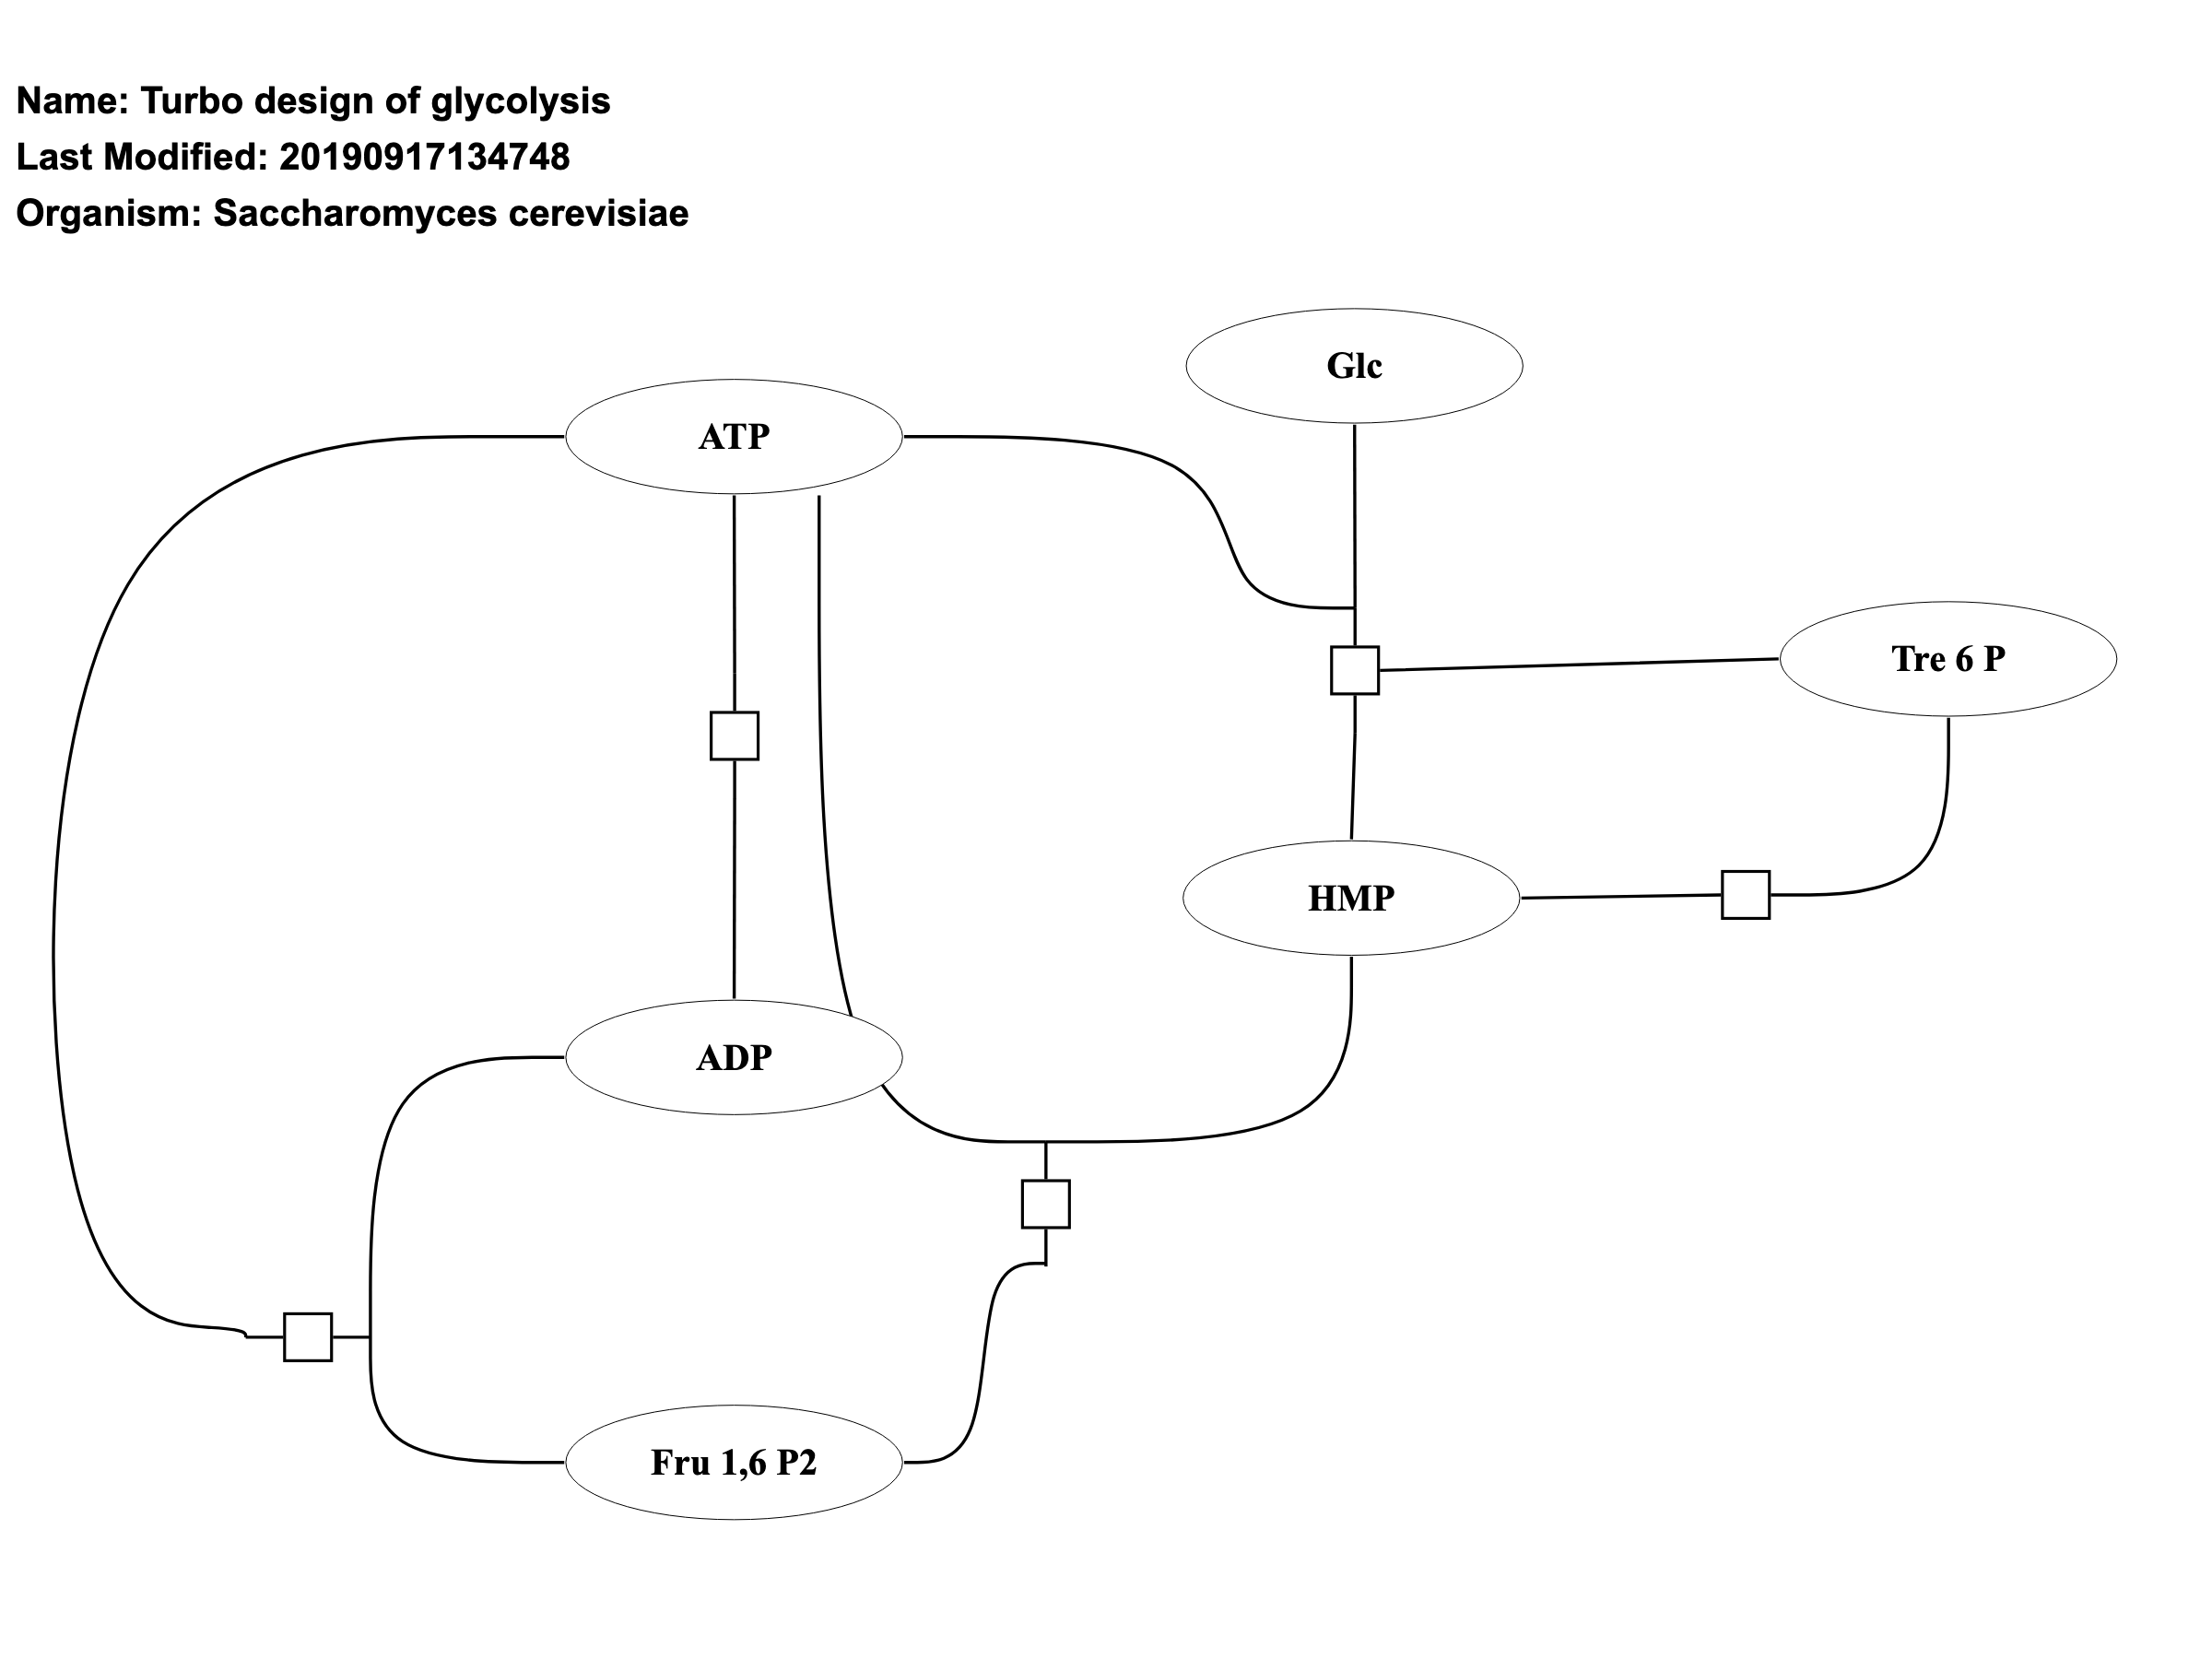 Name: Turbo design of glycolysis
Last Modified: 20190917134748
Organism: Saccharomyces cerevisiae
Glc
ATP
Tre 6 P
HMP
ADP
Fru 1,6 P2